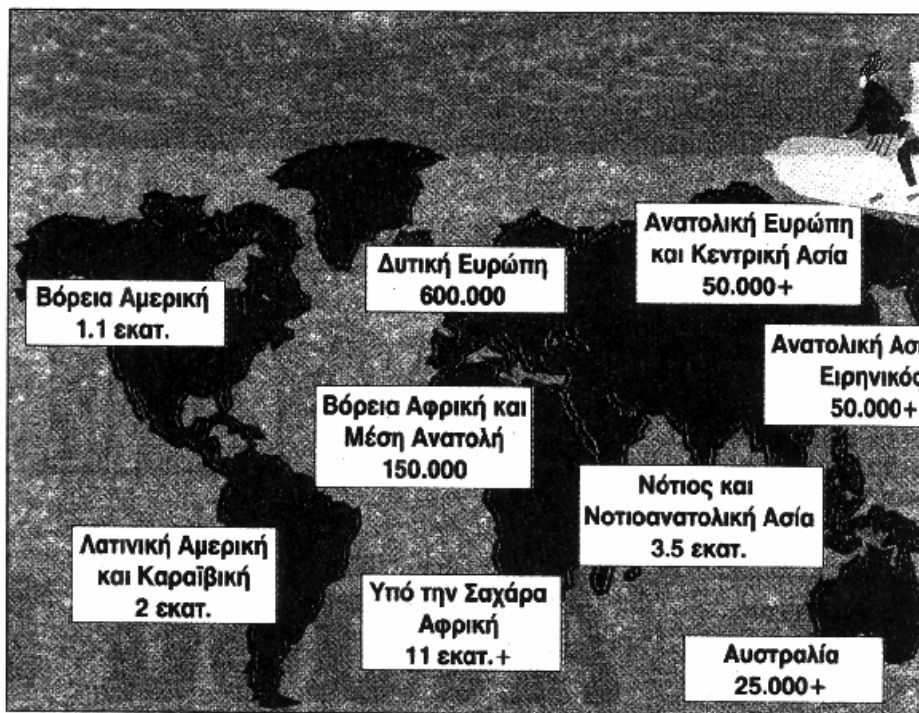 Ανατολική Ευρώπη
και Κεντρική Ασία
50.000+
Δυτική Ευρώπη
600.000
Βόρεια Αμερική
1.1 εκατ.
Ανατολική
Ειρηνικός
50.000+
Βόρεια Αφρική και
Μέση Ανατολή
150.000
Νότιος και
Νοτιοανατολική Ασία
3.5 εκατ.
Λατινική Αμερική
και Καραϊβική
2 εκατ.
Υπό την Σαχάρα
Αφρική
11 εκατ.+
Αυστραλία
25.000+